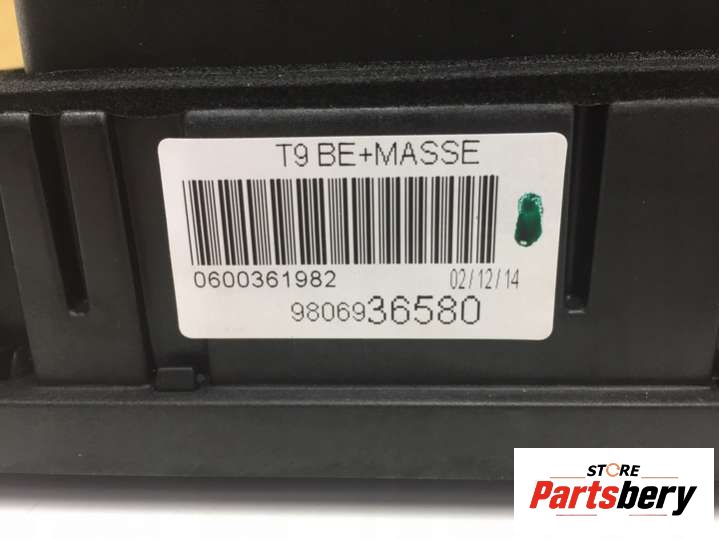 T9 BE+MASSE
0600361982 02/12/14
9806936580
STORE
Partsbery